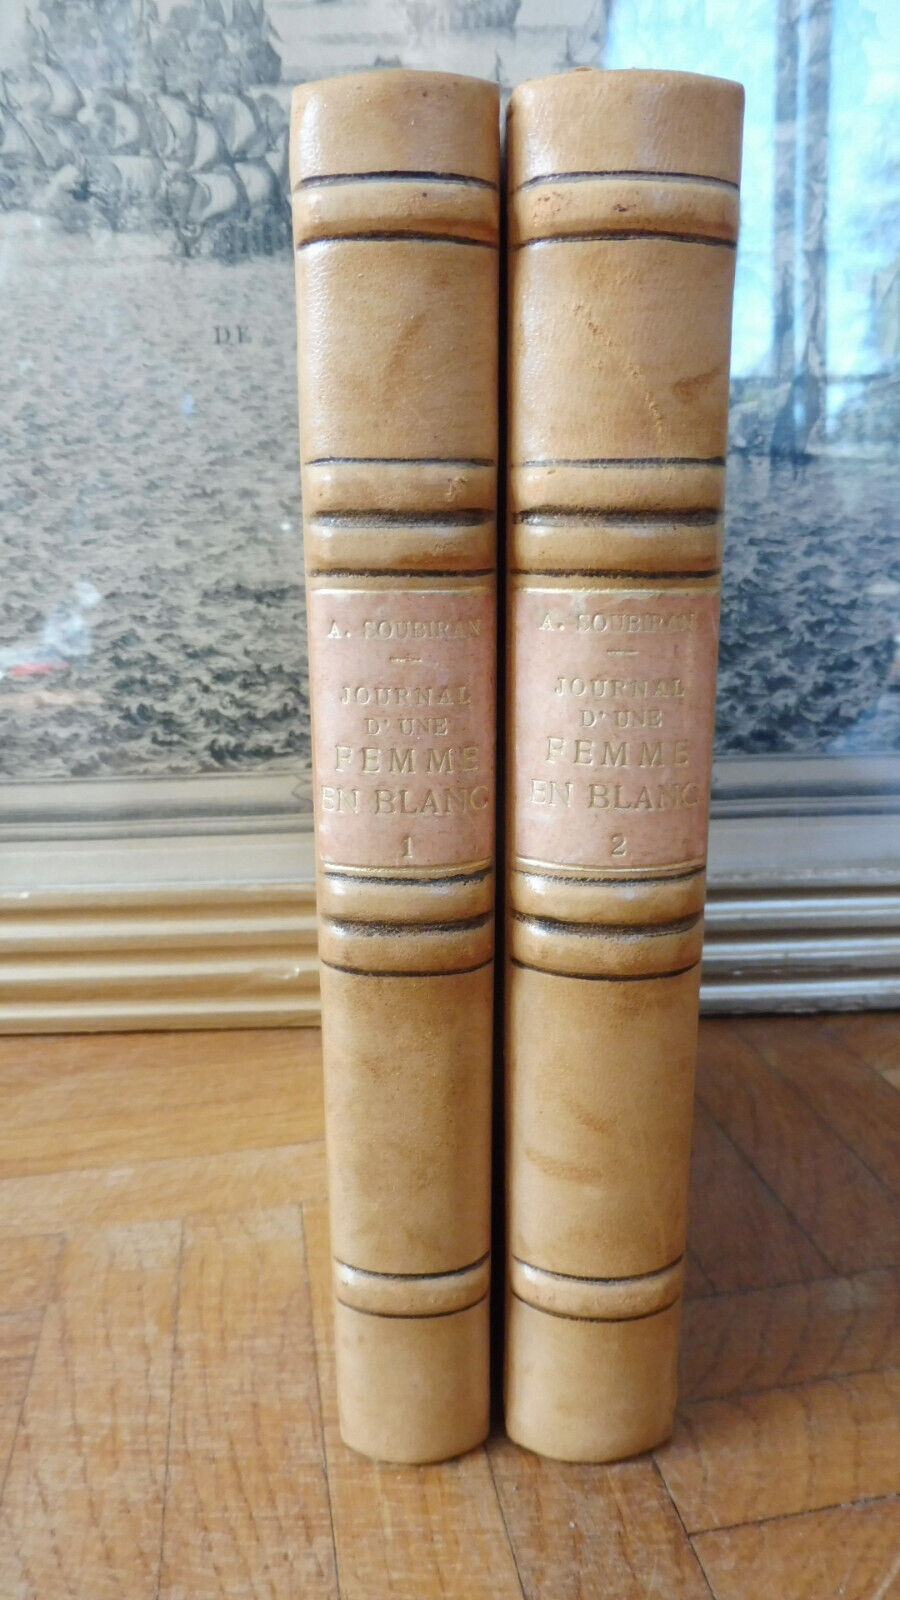 DE
A. SOUBIRAN
JOURNAL
D'UNE
FEMME
EN BLANC
1
A. SOUBIRAN
JOURNAL
D'UNE
FEMME
EN BLANC
2